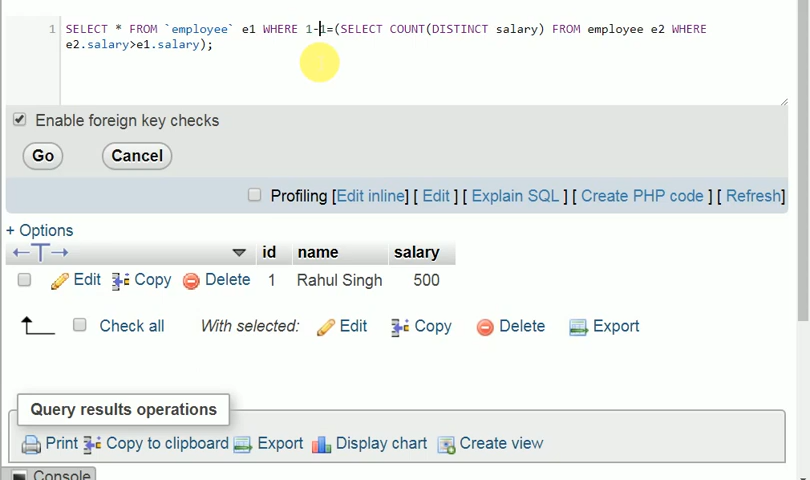 1 SELECT * FROM `employee` e1 WHERE 1-1=(SELECT COUNT(DISTINCT salary) FROM employee e2 WHERE
e2.salary>e1.salary);
Enable foreign key checks
Go Cancel
Profiling [Edit inline] [ Edit ] [ Explain SQL ] [ Create PHP code ] [ Refresh]
+ Options
←T→ id name salary
Edit Copy Delete 1 Rahul Singh 500
Check all With selected: Edit Copy Delete Export
Query results operations
Print Copy to clipboard Export Display chart Create view
Console